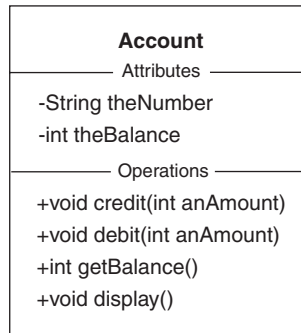 Account
Attributes
-String theNumber
-int theBalance
Operations
+void credit(int anAmount)
+void debit(int anAmount)
+int getBalance()
+void display()